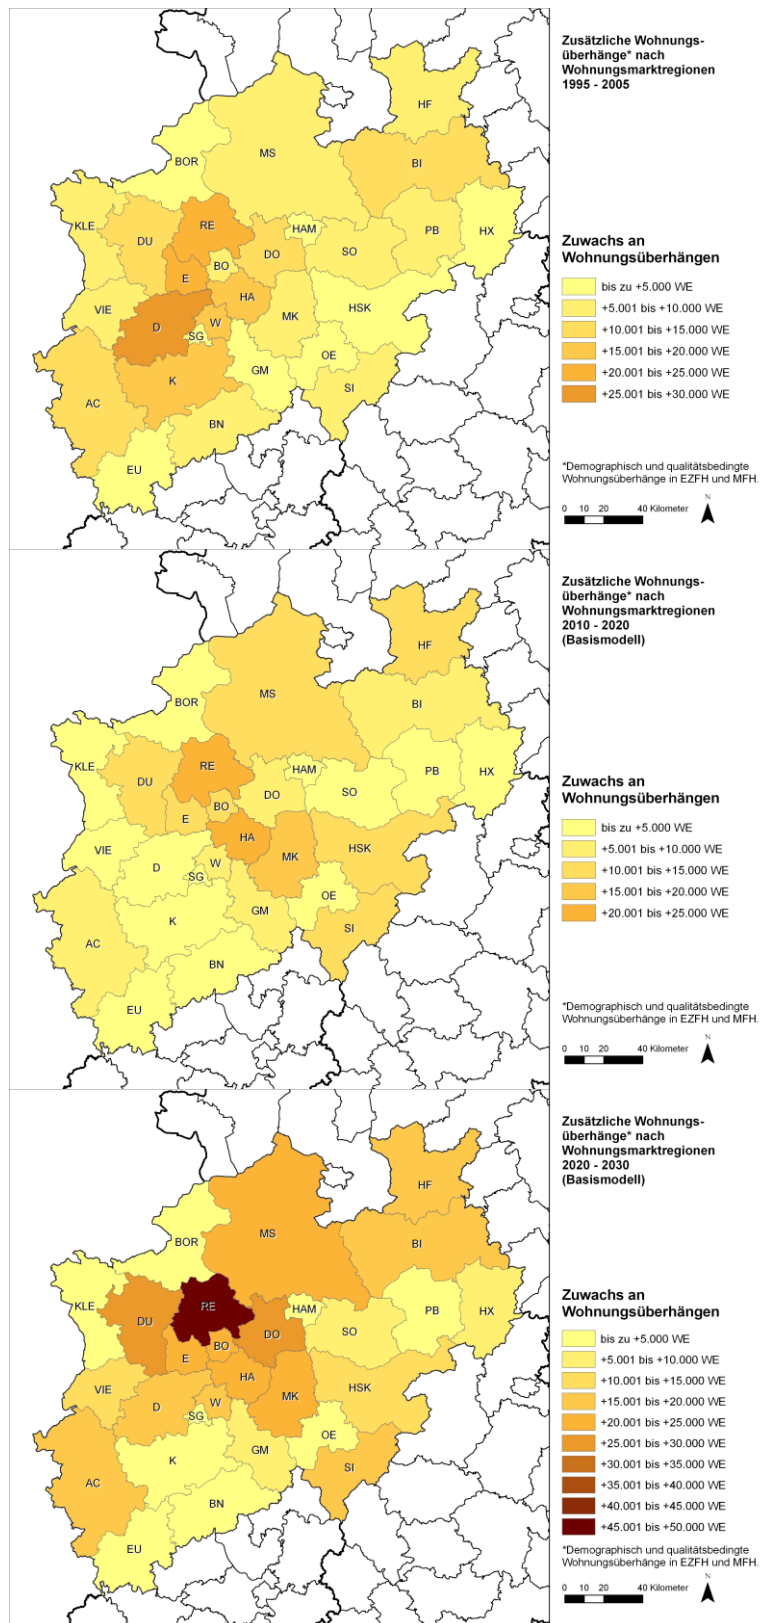 Zusätzliche Wohnungs-
überhänge* nach
Wohnungsmarktregionen
1995 - 2005
HF
MS
BI
BOR
KLE
DU
RE
HAM
PB
HX
BO
DO
SO
E
VIE
HA
HSK
D
W
MK
SG
OE
K
GM
SI
AC
BN
EU
Zuwachs an
Wohnungsüberhängen
bis zu +5.000 WE
+5.001 bis +10.000 WE
+10.001 bis +15.000 WE
+15.001 bis +20.000 WE
+20.001 bis +25.000 WE
+25.001 bis +30.000 WE
*Demographisch und qualitätsbedingte
Wohnungsüberhänge in EZFH und MFH.
N
0 10 20 40 Kilometer
Zusätzliche Wohnungs-
überhänge* nach
Wohnungsmarktregionen
2010 - 2020
(Basismodell)
HF
MS
BI
BOR
KLE
DU
RE
HAM
PB
HX
BO
DO
SO
E
VIE
HA
HSK
D
W
MK
SG
OE
K
GM
SI
AC
BN
EU
Zuwachs an
Wohnungsüberhängen
bis zu +5.000 WE
+5.001 bis +10.000 WE
+10.001 bis +15.000 WE
+15.001 bis +20.000 WE
+20.001 bis +25.000 WE
*Demographisch und qualitätsbedingte
Wohnungsüberhänge in EZFH und MFH.
N
0 10 20 40 Kilometer
Zusätzliche Wohnungs-
überhänge* nach
Wohnungsmarktregionen
2020 - 2030
(Basismodell)
HF
MS
BI
BOR
KLE
DU
RE
HAM
PB
HX
BO
DO
SO
E
VIE
HA
HSK
D
W
MK
SG
OE
K
GM
SI
AC
BN
EU
Zuwachs an
Wohnungsüberhängen
bis zu +5.000 WE
+5.001 bis +10.000 WE
+10.001 bis +15.000 WE
+15.001 bis +20.000 WE
+20.001 bis +25.000 WE
+25.001 bis +30.000 WE
+30.001 bis +35.000 WE
+35.001 bis +40.000 WE
+40.001 bis +45.000 WE
+45.001 bis +50.000 WE
*Demographisch und qualitätsbedingte
Wohnungsüberhänge in EZFH und MFH.
N
0 10 20 40 Kilometer